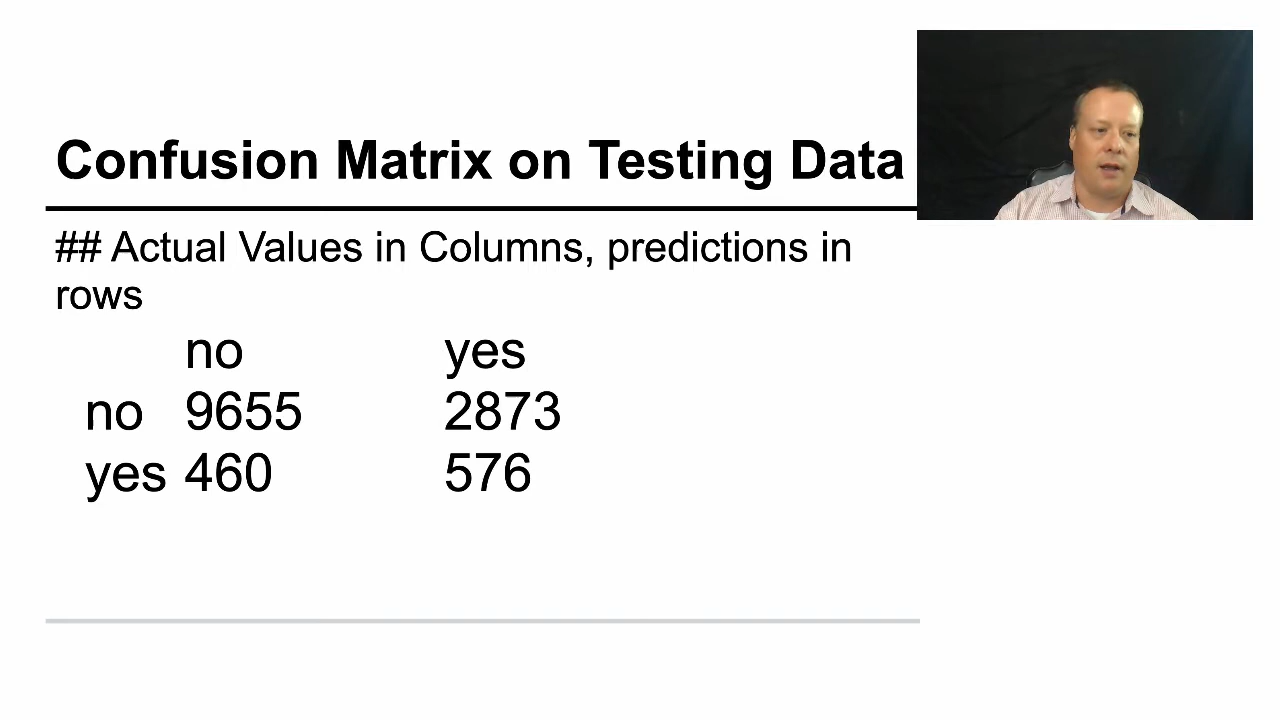 Confusion Matrix on Testing Data
## Actual Values in Columns, predictions in
rows
no yes
no 9655 2873
yes 460 576